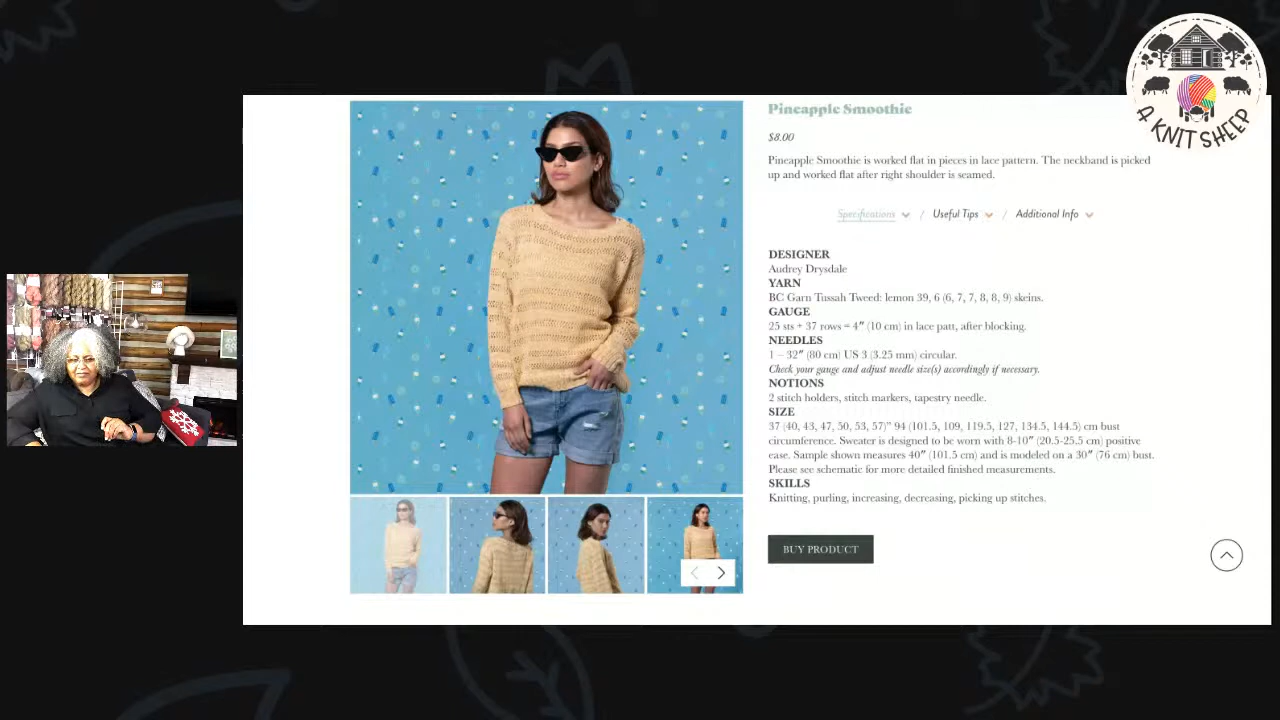 A KNIT SHEEP
Pineapple Smoothie
$8.00
Pineapple Smoothie is worked flat in pieces in lace pattern. The neckband is picked
up and worked flat after right shoulder is seamed.
Specifications / Useful Tips / Additional Info
DESIGNER
Audrey Drysdale
YARN
BC Garn Tussah Tweed: lemon 39, 6 (6, 7, 7, 8, 8, 9) skeins.
GAUGE
25 sts + 37 rows = 4″ (10 cm) in lace patt, after blocking.
NEEDLES
1 – 32″ (80 cm) US 3 (3.25 mm) circular.
Check your gauge and adjust needle size(s) accordingly if necessary.
NOTIONS
2 stitch holders, stitch markers, tapestry needle.
SIZE
37 (40, 43, 47, 50, 53, 57)” 94 (101.5, 109, 119.5, 127, 134.5, 144.5) cm bust
circumference. Sweater is designed to be worn with 8-10″ (20.5-25.5 cm) positive
ease. Sample shown measures 40″ (101.5 cm) and is modeled on a 30″ (76 cm) bust.
Please see schematic for more detailed finished measurements.
SKILLS
Knitting, purling, increasing, decreasing, picking up stitches.
BUY PRODUCT